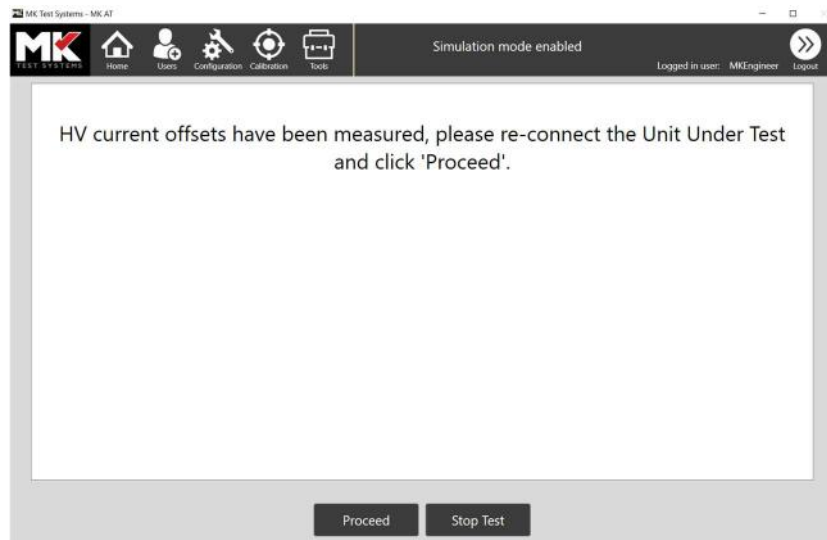 MK Test Systems - MK AT
MK
TEST SYSTEMS
Home
Users
Configuration
Calibration
Tools
Simulation mode enabled
Logged in user: MKEngineer
Logout
HV current offsets have been measured, please re-connect the Unit Under Test
and click 'Proceed'.
Proceed
Stop Test